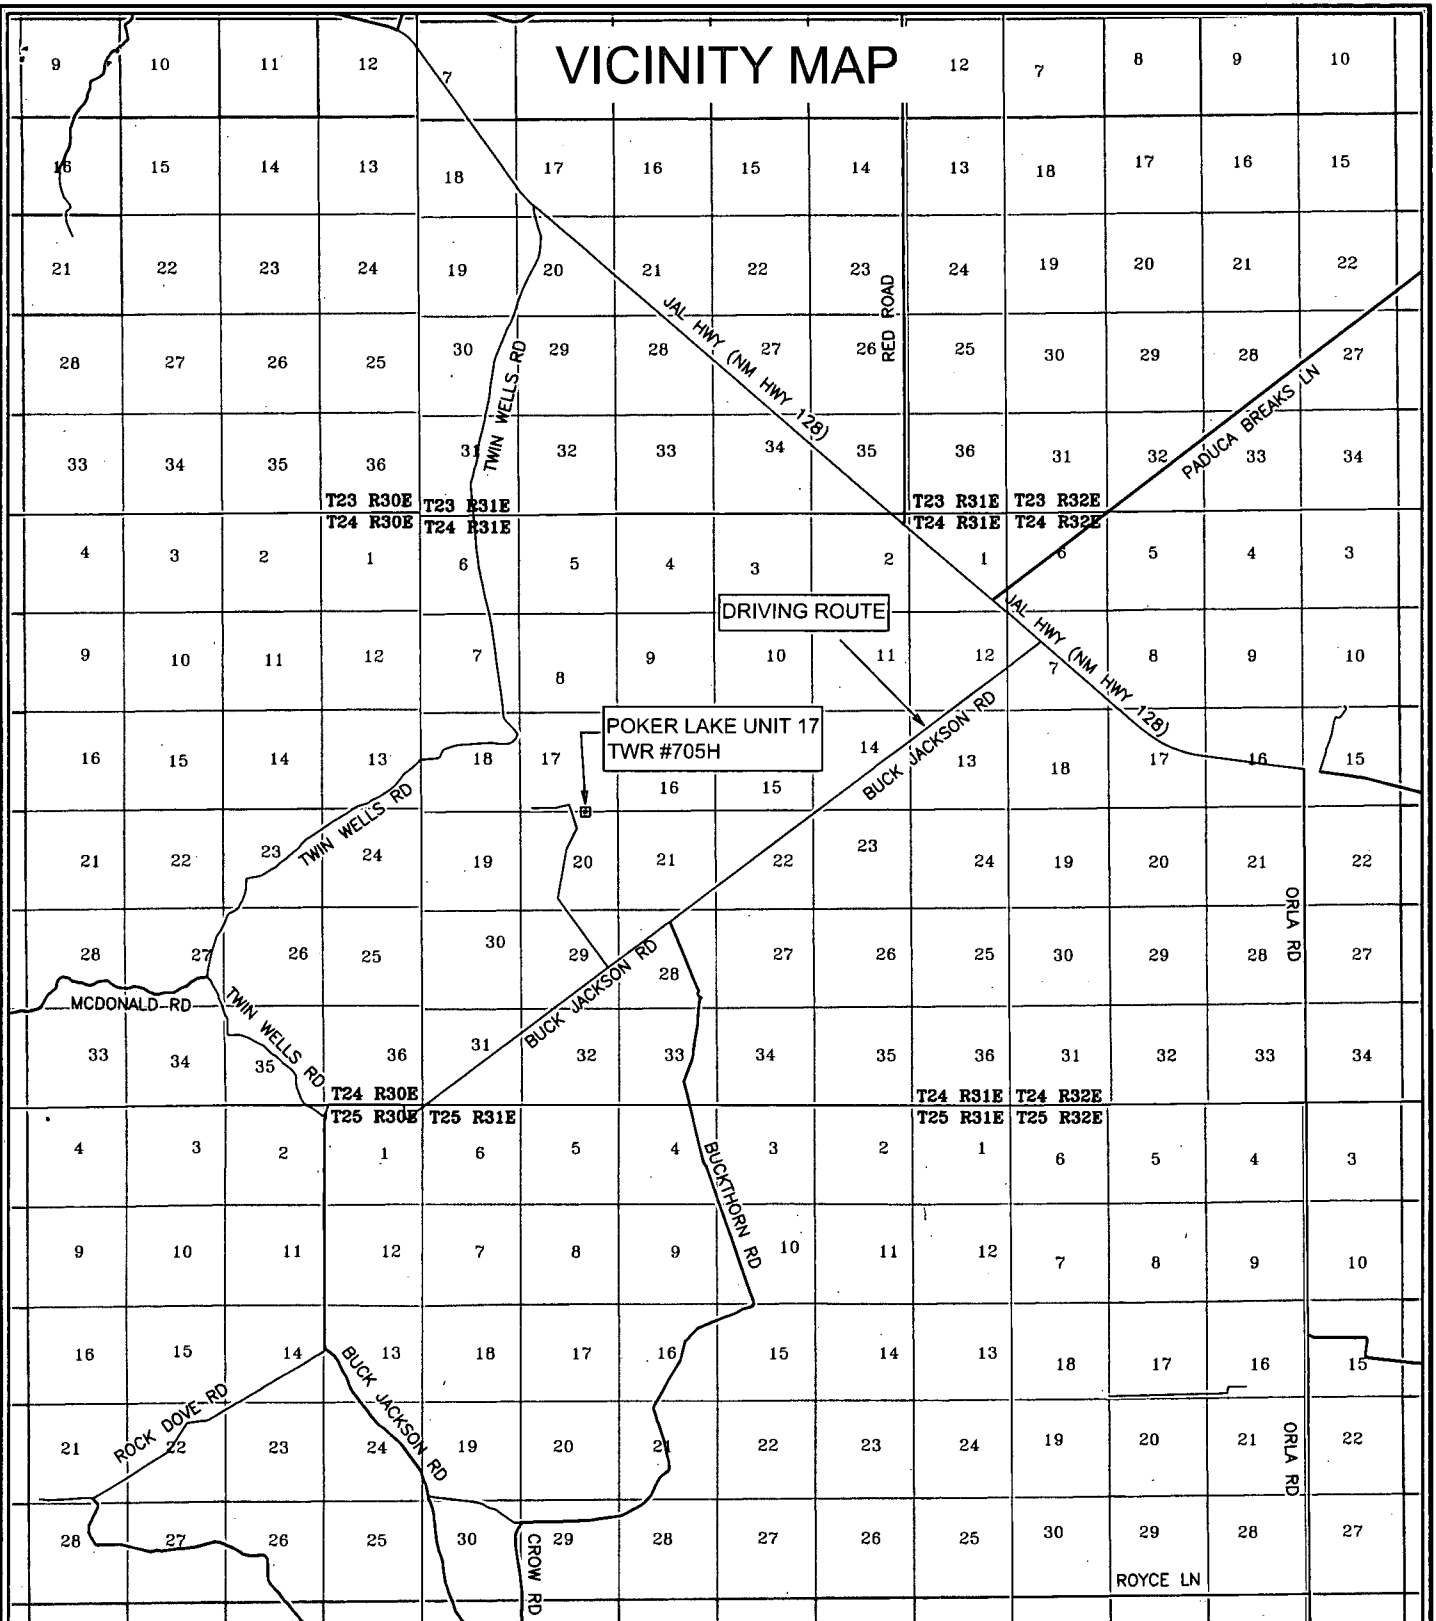 VICINITY MAP
9 10 11 12 7 12 7 8 9 10
16 15 14 13 18 17 16 15 14 13 18 17 16 15
21 22 23 24 19 20 21 22 23 24 19 20 21 22
RED ROAD
JAL HWY (NM HWY 128)
28 27 26 25 30 29 28 27 26 25 30 29 28 27
TWIN WELLS RD
PADUCA BREAKS LN
33 34 35 36 31 32 33 34 35 36 31 32 33 34
T23 R30E T23 R31E T23 R31E T23 R32E
T24 R30E T24 R31E T24 R31E T24 R32E
4 3 2 1 6 5 4 3 2 1 6 5 4 3
DRIVING ROUTE
JAL HWY (NM HWY 128)
9 10 11 12 7 8 9 10 11 12 7 8 9 10
BUCK JACKSON RD
POKER LAKE UNIT 17
TWR #705H
16 15 14 13 18 17 16 15 14 13 18 17 16 15
TWIN WELLS RD
21 22 23 24 19 20 21 22 23 24 19 20 21 22
ORLA RD
28 27 26 25 30 29 28 27 26 25 30 29 28 27
MCDONALD RD
TWIN WELLS RD
BUCK JACKSON RD
33 34 35 36 31 32 33 34 35 36 31 32 33 34
T24 R30E T24 R31E T24 R32E
T25 R30E T25 R31E T25 R31E T25 R32E
4 3 2 1 6 5 4 3 2 1 6 5 4 3
BUCKTHORN RD
9 10 11 12 7 8 9 10 11 12 7 8 9 10
16 15 14 13 18 17 16 15 14 13 18 17 16 15
BUCK JACKSON RD
ROCK DOVE RD
21 22 23 24 19 20 21 22 23 24 19 20 21 22
ORLA RD
28 27 26 25 30 29 28 27 26 25 30 29 28 27
CROW RD
ROYCE LN